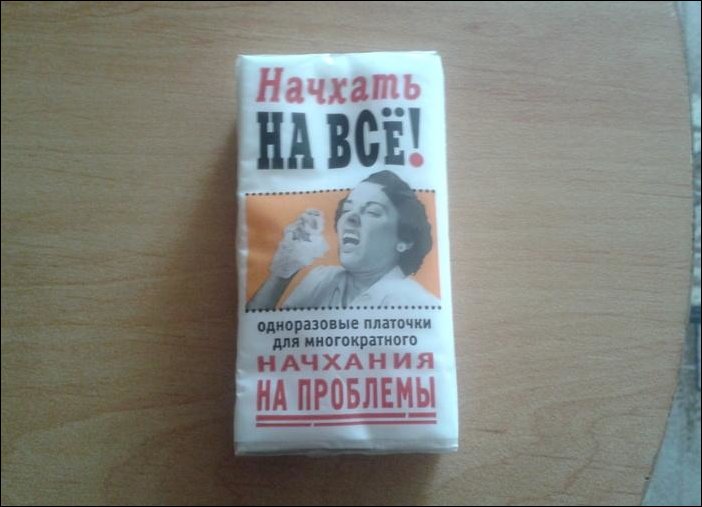 Начхать
НА ВСЁ!
одноразовые платочки
для многократного
НАЧХАНИЯ
НА ПРОБЛЕМЫ